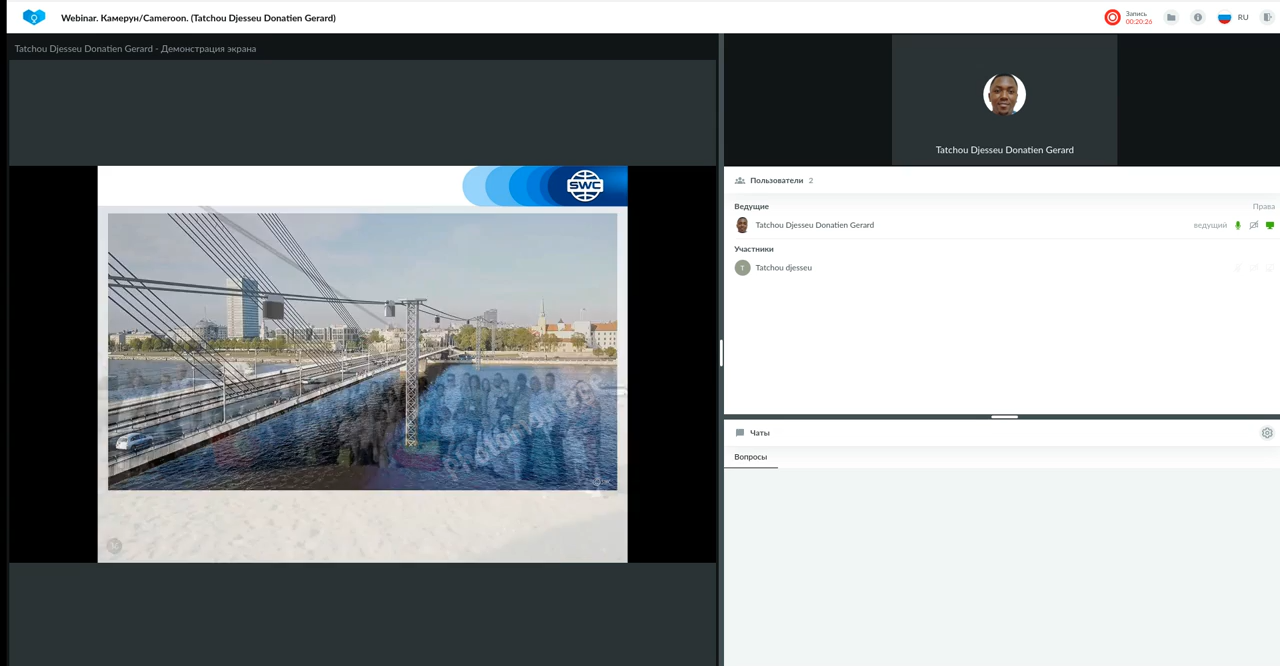 Webinar. Камерун/Cameroon. (Tatchou Djesseu Donatien Gerard)
Запись
00:20:26
RU
Tatchou Djesseu Donatien Gerard - Демонстрация экрана
SWC
Tatchou Djesseu Donatien Gerard
Пользователи 2
Ведущие Права
Tatchou Djesseu Donatien Gerard ведущий
Участники
T Tatchou djesseu
Чаты
Вопросы